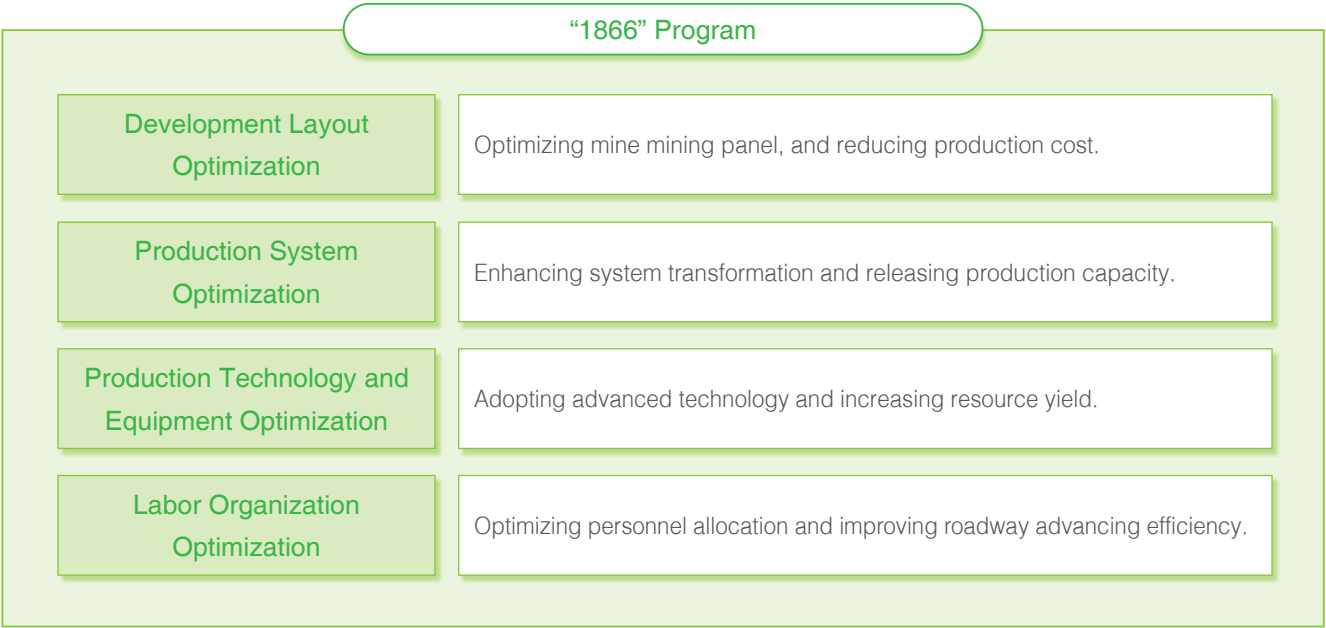 “1866” Program
Development Layout
Optimization
Optimizing mine mining panel, and reducing production cost.
Production System
Optimization
Enhancing system transformation and releasing production capacity.
Production Technology and
Equipment Optimization
Adopting advanced technology and increasing resource yield.
Labor Organization
Optimization
Optimizing personnel allocation and improving roadway advancing efficiency.